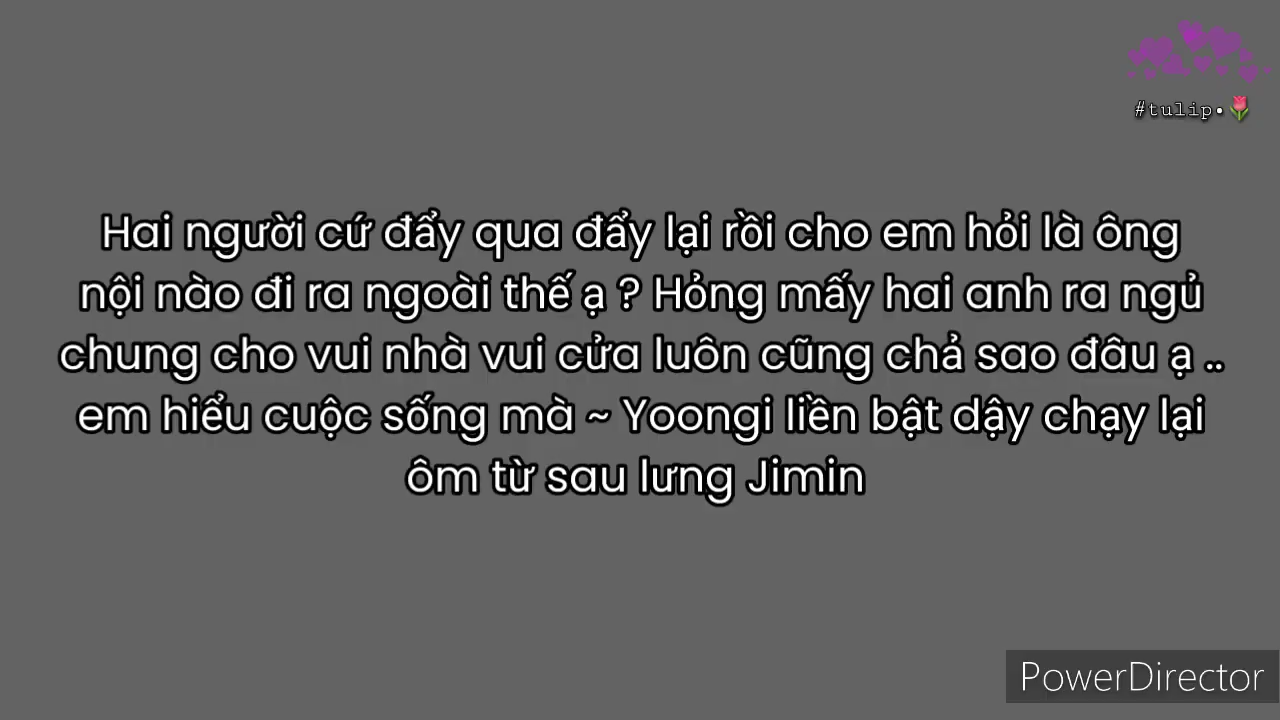 #tulip•🌷
Hai người cứ đẩy qua đẩy lại rồi cho em hỏi là ông
nội nào đi ra ngoài thế ạ ? Hỏng mấy hai anh ra ngủ
chung cho vui nhà vui cửa luôn cũng chả sao đâu ạ ..
em hiểu cuộc sống mà ~ Yoongi liền bật dậy chạy lại
ôm từ sau lưng Jimin
PowerDirector